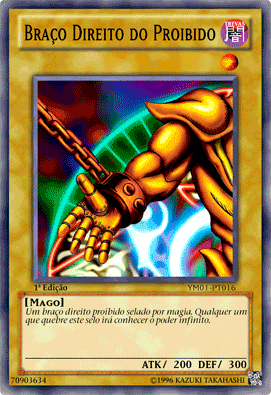 BRAÇO DIREITO DO PROIBIDO
TREVAS
闇
1ª Edição
YM01-PT016
[MAGO]
Um braço direito proibido selado por magia. Qualquer um
que quebre este selo irá conhecer o poder infinito.
ATK/ 200 DEF/ 300
70903634
©1996 KAZUKI TAKAHASHI